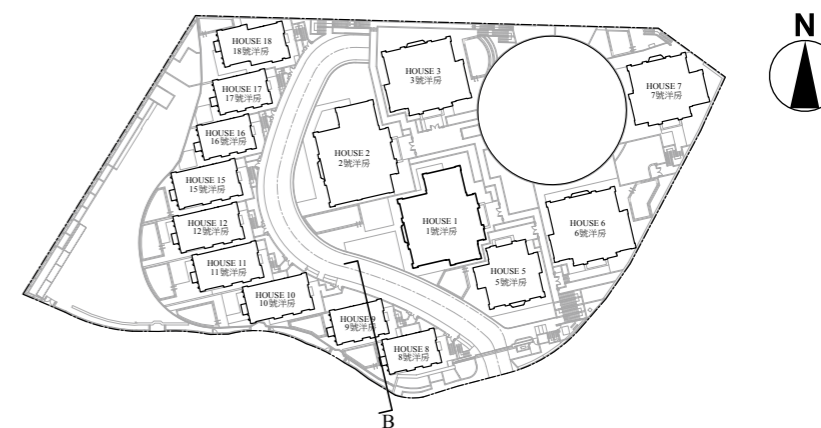 N
HOUSE 18
18號洋房
HOUSE 17
17號洋房
HOUSE 16
16號洋房
HOUSE 15
15號洋房
HOUSE 12
12號洋房
HOUSE 11
11號洋房
HOUSE 10
10號洋房
HOUSE 9
9號洋房
HOUSE 8
8號洋房
HOUSE 3
3號洋房
HOUSE 2
2號洋房
HOUSE 1
1號洋房
HOUSE 5
5號洋房
HOUSE 6
6號洋房
HOUSE 7
7號洋房
B